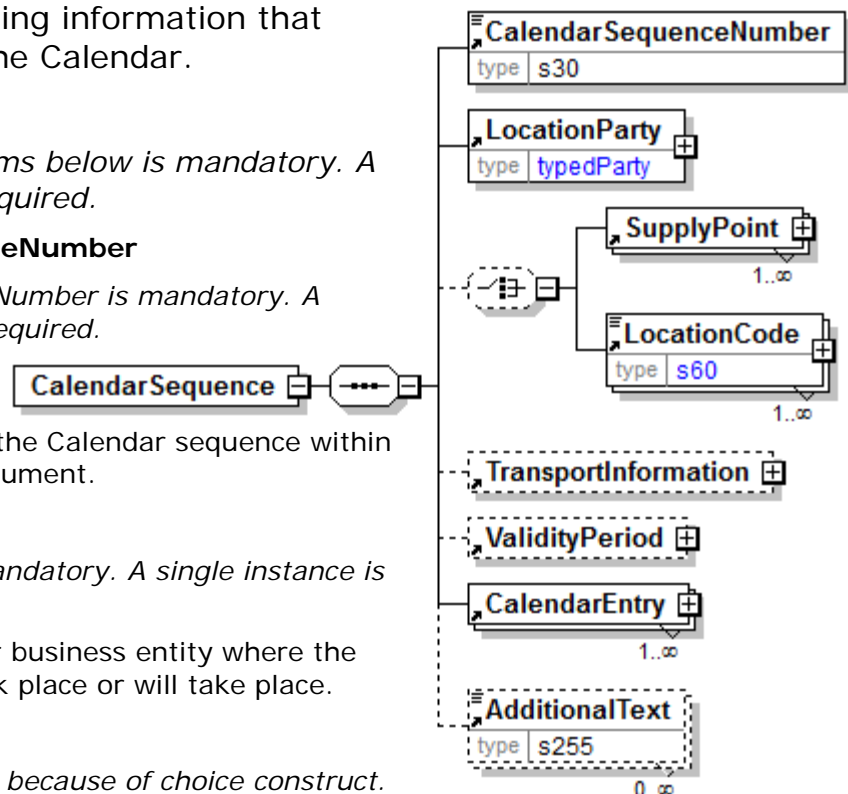 ing information that
ne Calendar.
ms below is mandatory. A
quired.
eNumber
Number is mandatory. A
equired.
CalendarSequence
the Calendar sequence within
ument.
andatory. A single instance is
r business entity where the
k place or will take place.
because of choice construct.
CalendarSequenceNumber
type s30
LocationParty
type typedParty
SupplyPoint
1..∞
LocationCode
type s60
1..∞
TransportInformation
ValidityPeriod
CalendarEntry
1..∞
AdditionalText
type s255
0..∞